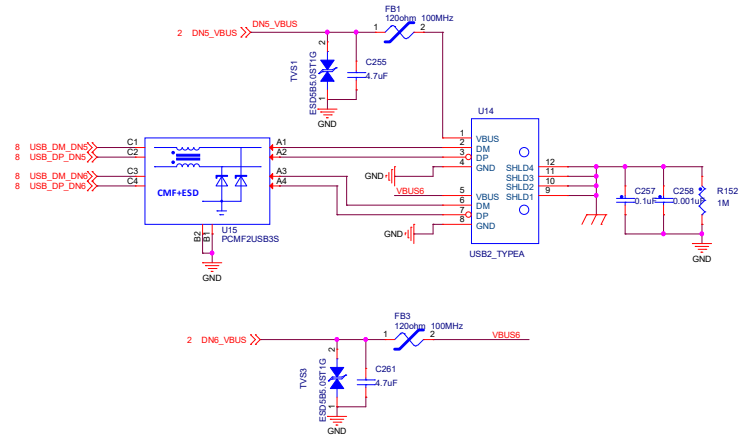 FB1
120ohm 100MHz
2 DN5_VBUS
DN5_VBUS
1
2
2
TVS1
ESD5B5.0ST1G
1
C255
4.7uF
GND
U14
8 USB_DM_DN5
8 USB_DP_DN5
8 USB_DM_DN6
8 USB_DP_DN6
C1
C2
C3
C4
A1
A2
A3
A4
CMF+ESD
B2
B1
U15
PCMF2USB3S
GND
1 VBUS
2 DM
3 DP
4 GND
GND
VBUS6
5 VBUS
6 DM
7 DP
8 GND
GND
SHLD4 12
SHLD3 11
SHLD2 10
SHLD1 9
USB2_TYPEA
C257
0.1uF
C258
0.001uF
R152
1M
GND
FB3
120ohm 100MHz
2 DN6_VBUS
1
2
VBUS6
2
TVS3
ESD5B5.0ST1G
1
C261
4.7uF
GND